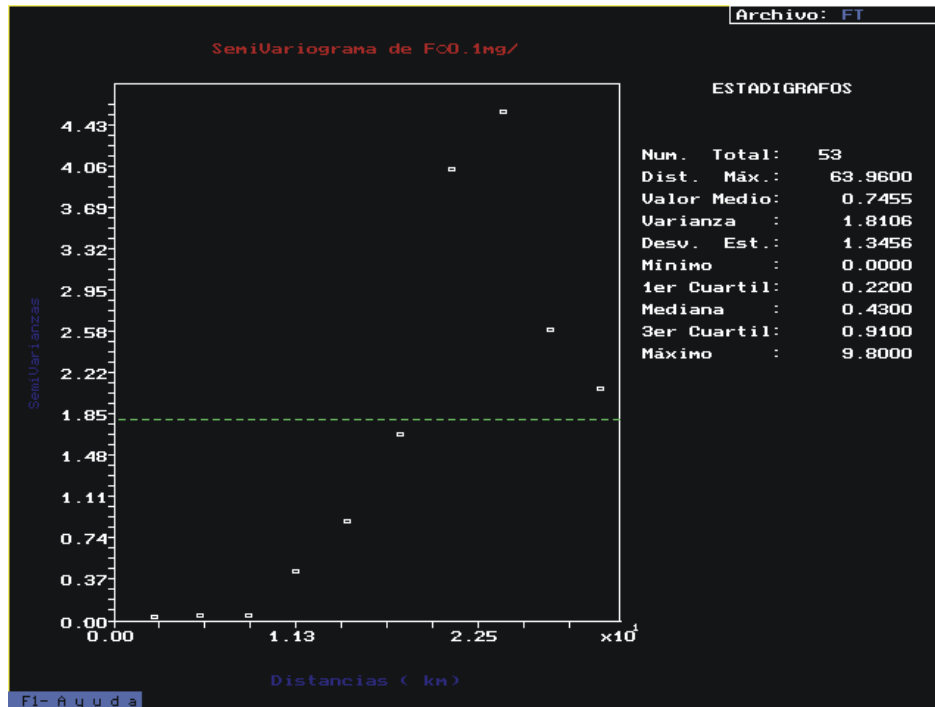 Archivo: FT
SemiVariograma de F○0.1mg/
ESTADIGRAFOS
Num. Total: 53
Dist. Máx.: 63.9600
Valor Medio: 0.7455
Varianza : 1.8106
Desv. Est.: 1.3456
Mínimo : 0.0000
1er Cuartil: 0.2200
Mediana : 0.4300
3er Cuartil: 0.9100
Máximo : 9.8000
SemiVarianzas
4.43
4.06
3.69
3.32
2.95
2.58
2.22
1.85
1.48
1.11
0.74
0.37
0.00
0.00 1.13 2.25 x10¹
Distancias ( km)
F1- A y u d a